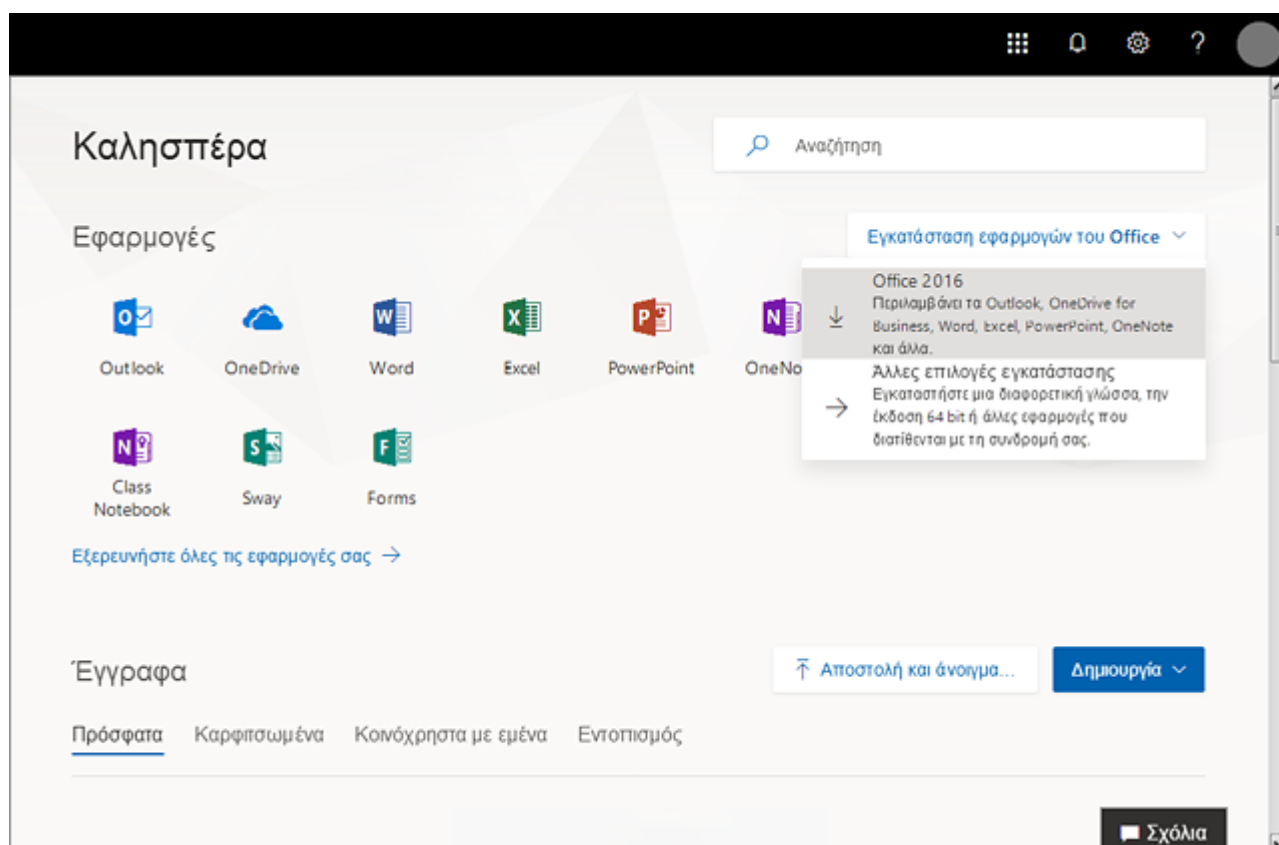 ?
Καλησπέρα
Αναζήτηση
Εφαρμογές
Εγκατάσταση εφαρμογών του Office
Office 2016
Περιλαμβάνει τα Outlook, OneDrive for
Business, Word, Excel, PowerPoint, OneNote
και άλλα.
Άλλες επιλογές εγκατάστασης
Εγκαταστήστε μια διαφορετική γλώσσα, την
έκδοση 64 bit ή άλλες εφαρμογές που
διατίθενται με τη συνδρομή σας.
Outlook OneDrive Word Excel PowerPoint OneNo
Class
Notebook
Sway Forms
Εξερευνήστε όλες τις εφαρμογές σας
Έγγραφα
Αποστολή και άνοιγμα...
Δημιουργία
Πρόσφατα Καρφιτσωμένα Κοινόχρηστα με εμένα Εντοπισμός
Σχόλια